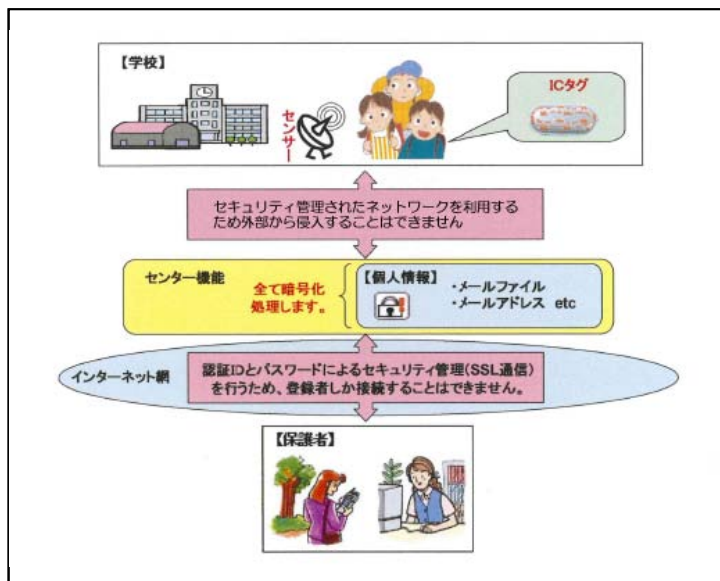 【学校】
センサー
ICタグ
セキュリティ管理されたネットワークを利用する
ため外部から侵入することはできません
センター機能
全て暗号化
処理します。
【個人情報】
・メールファイル
・メールアドレス etc
インターネット網
認証IDとパスワードによるセキュリティ管理(SSL通信)
を行うため、登録者しか接続することはできません。
【保護者】